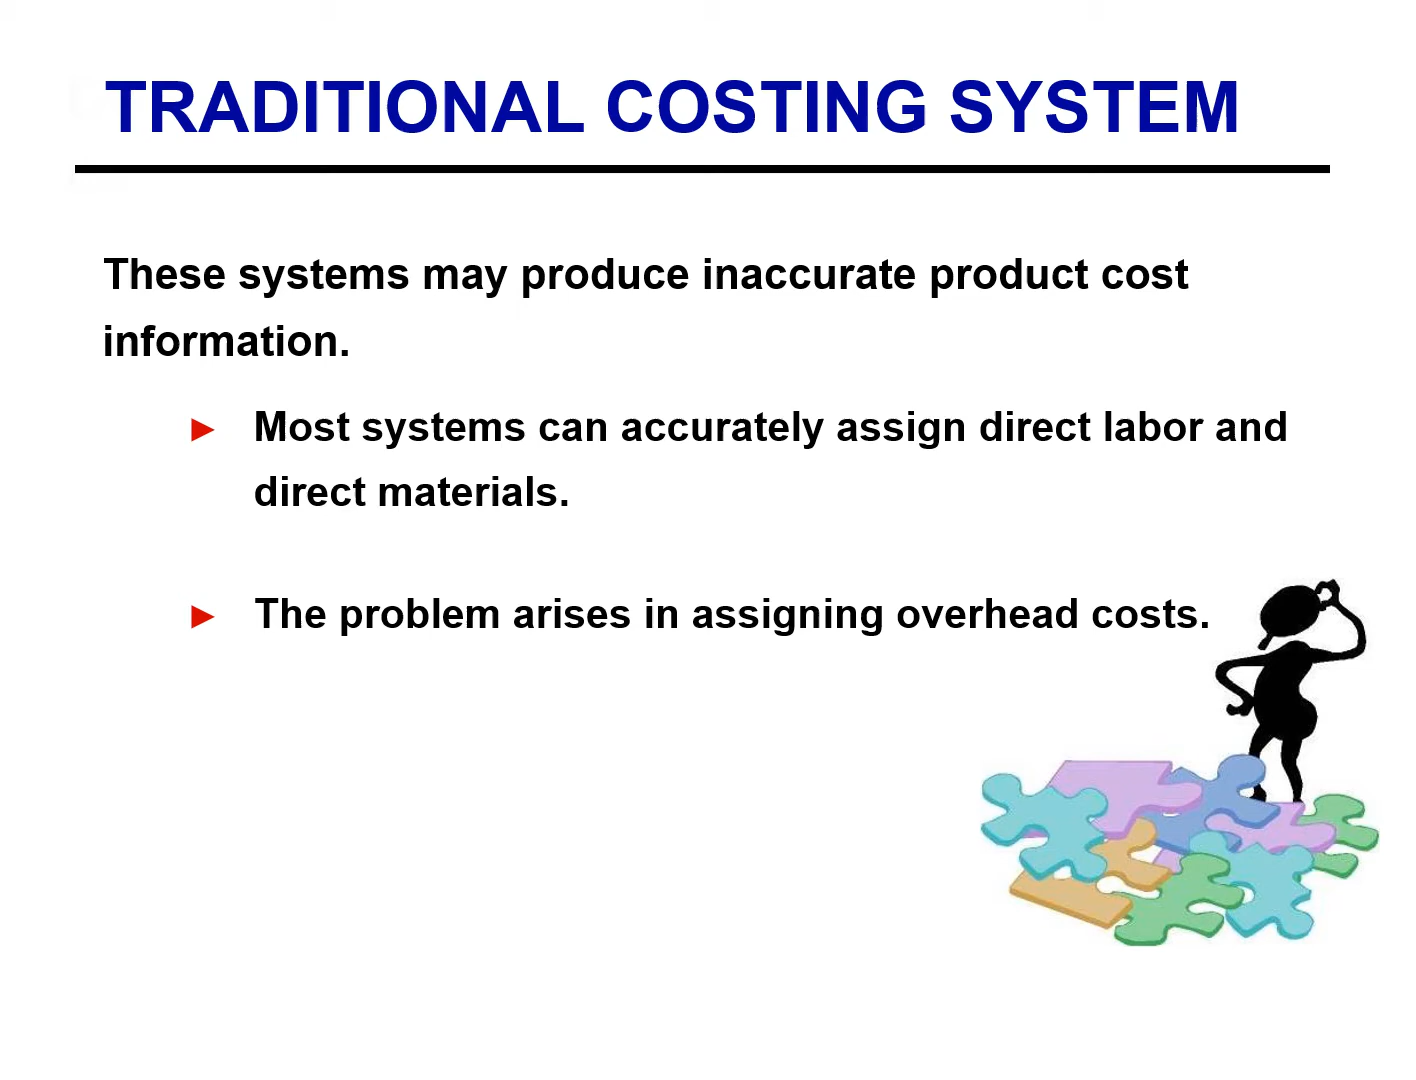 TRADITIONAL COSTING SYSTEM
These systems may produce inaccurate product cost
information.
► Most systems can accurately assign direct labor and
direct materials.
► The problem arises in assigning overhead costs.